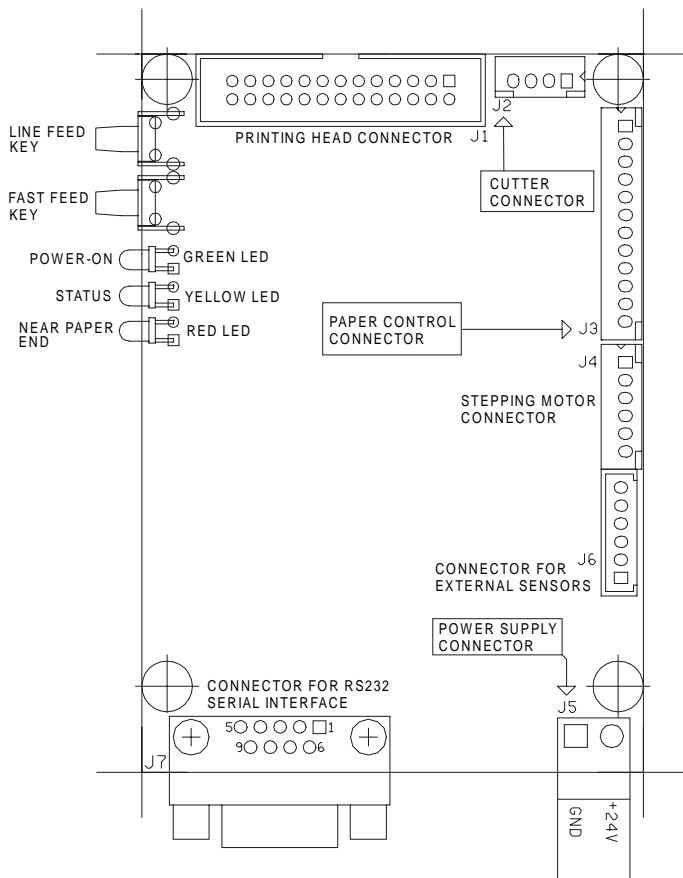 J2
PRINTING HEAD CONNECTOR
J1
LINE FEED
KEY
CUTTER
CONNECTOR
FAST FEED
KEY
POWER-ON
GREEN LED
STATUS
YELLOW LED
NEAR PAPER
END
RED LED
PAPER CONTROL
CONNECTOR
J3
J4
STEPPING MOTOR
CONNECTOR
J6
CONNECTOR FOR
EXTERNAL SENSORS
POWER SUPPLY
CONNECTOR
CONNECTOR FOR RS232
SERIAL INTERFACE
J5
5
1
9
6
J7
GND
+24V